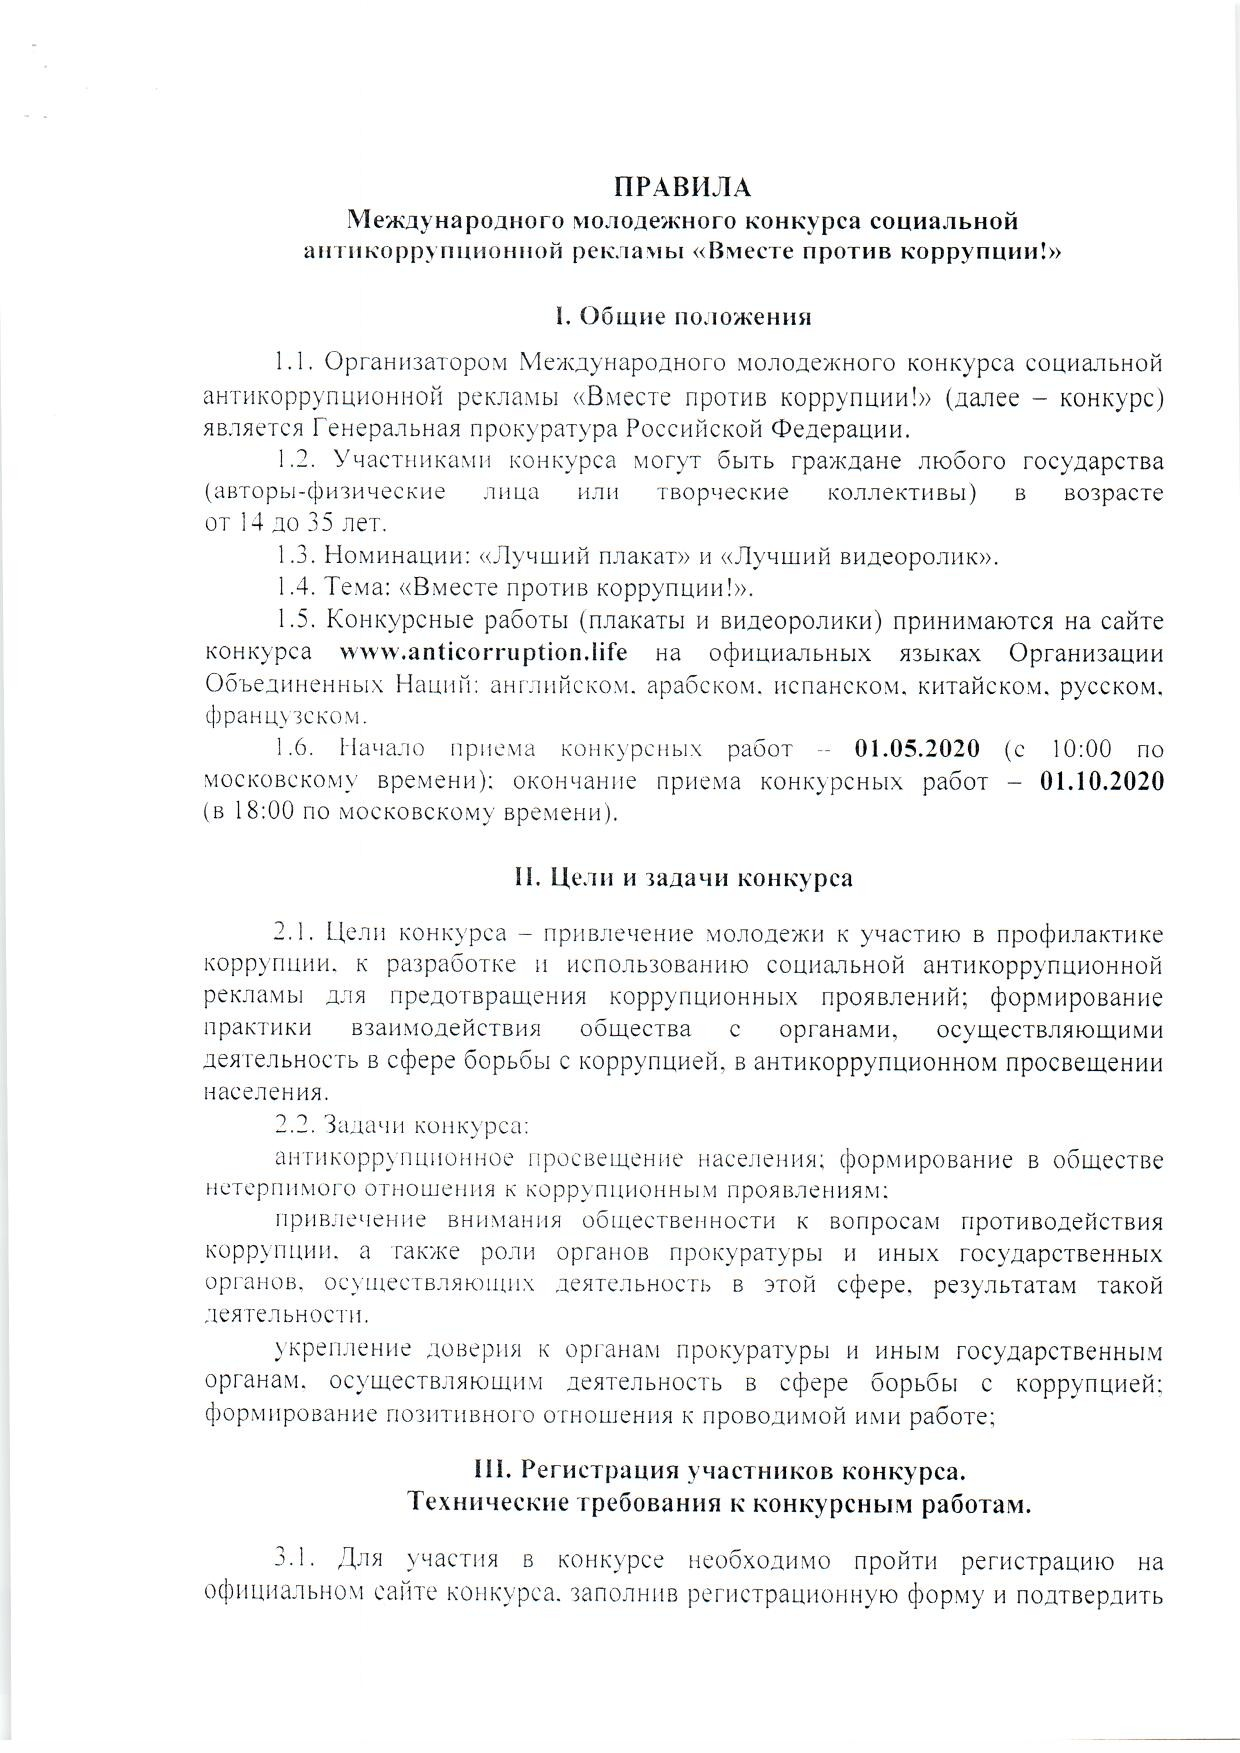 ПРАВИЛА
Международного молодежного конкурса социальной
антикоррупционной рекламы «Вместе против коррупции!»
I. Общие положения
1.1. Организатором Международного молодежного конкурса социальной
антикоррупционной рекламы «Вместе против коррупции!» (далее – конкурс)
является Генеральная прокуратура Российской Федерации.
1.2. Участниками конкурса могут быть граждане любого государства
(авторы-физические лица или творческие коллективы) в возрасте
от 14 до 35 лет.
1.3. Номинации: «Лучший плакат» и «Лучший видеоролик».
1.4. Тема: «Вместе против коррупции!».
1.5. Конкурсные работы (плакаты и видеоролики) принимаются на сайте
конкурса www.anticorruption.life на официальных языках Организации
Объединенных Наций: английском, арабском, испанском, китайском, русском,
французском.
1.6. Начало приема конкурсных работ – 01.05.2020 (с 10:00 по
московскому времени); окончание приема конкурсных работ – 01.10.2020
(в 18:00 по московскому времени).
II. Цели и задачи конкурса
2.1. Цели конкурса – привлечение молодежи к участию в профилактике
коррупции, к разработке и использованию социальной антикоррупционной
рекламы для предотвращения коррупционных проявлений; формирование
практики взаимодействия общества с органами, осуществляющими
деятельность в сфере борьбы с коррупцией, в антикоррупционном просвещении
населения.
2.2. Задачи конкурса:
антикоррупционное просвещение населения; формирование в обществе
нетерпимого отношения к коррупционным проявлениям;
привлечение внимания общественности к вопросам противодействия
коррупции, а также роли органов прокуратуры и иных государственных
органов, осуществляющих деятельность в этой сфере, результатам такой
деятельности.
укрепление доверия к органам прокуратуры и иным государственным
органам, осуществляющим деятельность в сфере борьбы с коррупцией;
формирование позитивного отношения к проводимой ими работе;
III. Регистрация участников конкурса.
Технические требования к конкурсным работам.
3.1. Для участия в конкурсе необходимо пройти регистрацию на
официальном сайте конкурса, заполнив регистрационную форму и подтвердить